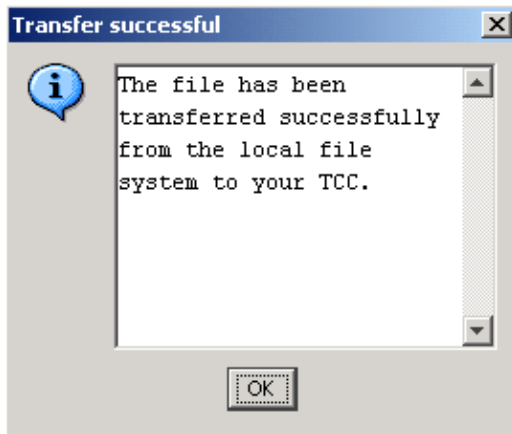 Transfer successful
The file has been
transferred successfully
from the local file
system to your TCC.
OK